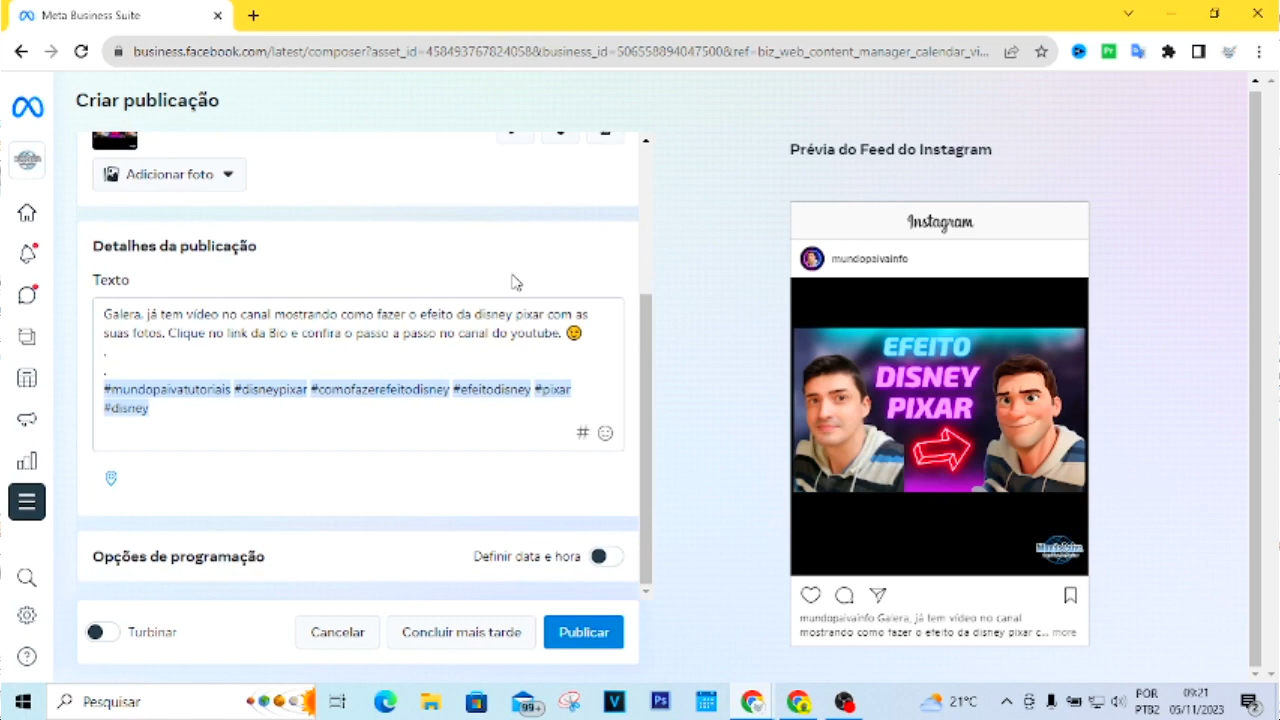 Meta Business Suite
business.facebook.com/latest/composer?asset_id=458493767824058&business_id=5065588940475008&ref=biz_web_content_manager_calendar_vi...
Criar publicação
Prévia do Feed do Instagram
Adicionar foto
Instagram
Detalhes da publicação
mundopaivainfo
Texto
Galera, já tem vídeo no canal mostrando como fazer o efeito da disney pixar com as
suas fotos. Clique no link da Bio e confira o passo a passo no canal do youtube. 😉
.
.
#mundopaivatutoriais #disneypixar #comofazerefeitodisney #efeitodisney #pixar
#disney
EFEITO
DISNEY
PIXAR
Opções de programação
Definir data e hora
mundopaivainfo Galera, já tem vídeo no canal
mostrando como fazer o efeito da disney pixar c... more
Turbinar
Cancelar
Concluir mais tarde
Publicar
Pesquisar
99+
V
Ps
21°C
POR
PTB2
09:21
05/11/2023
2